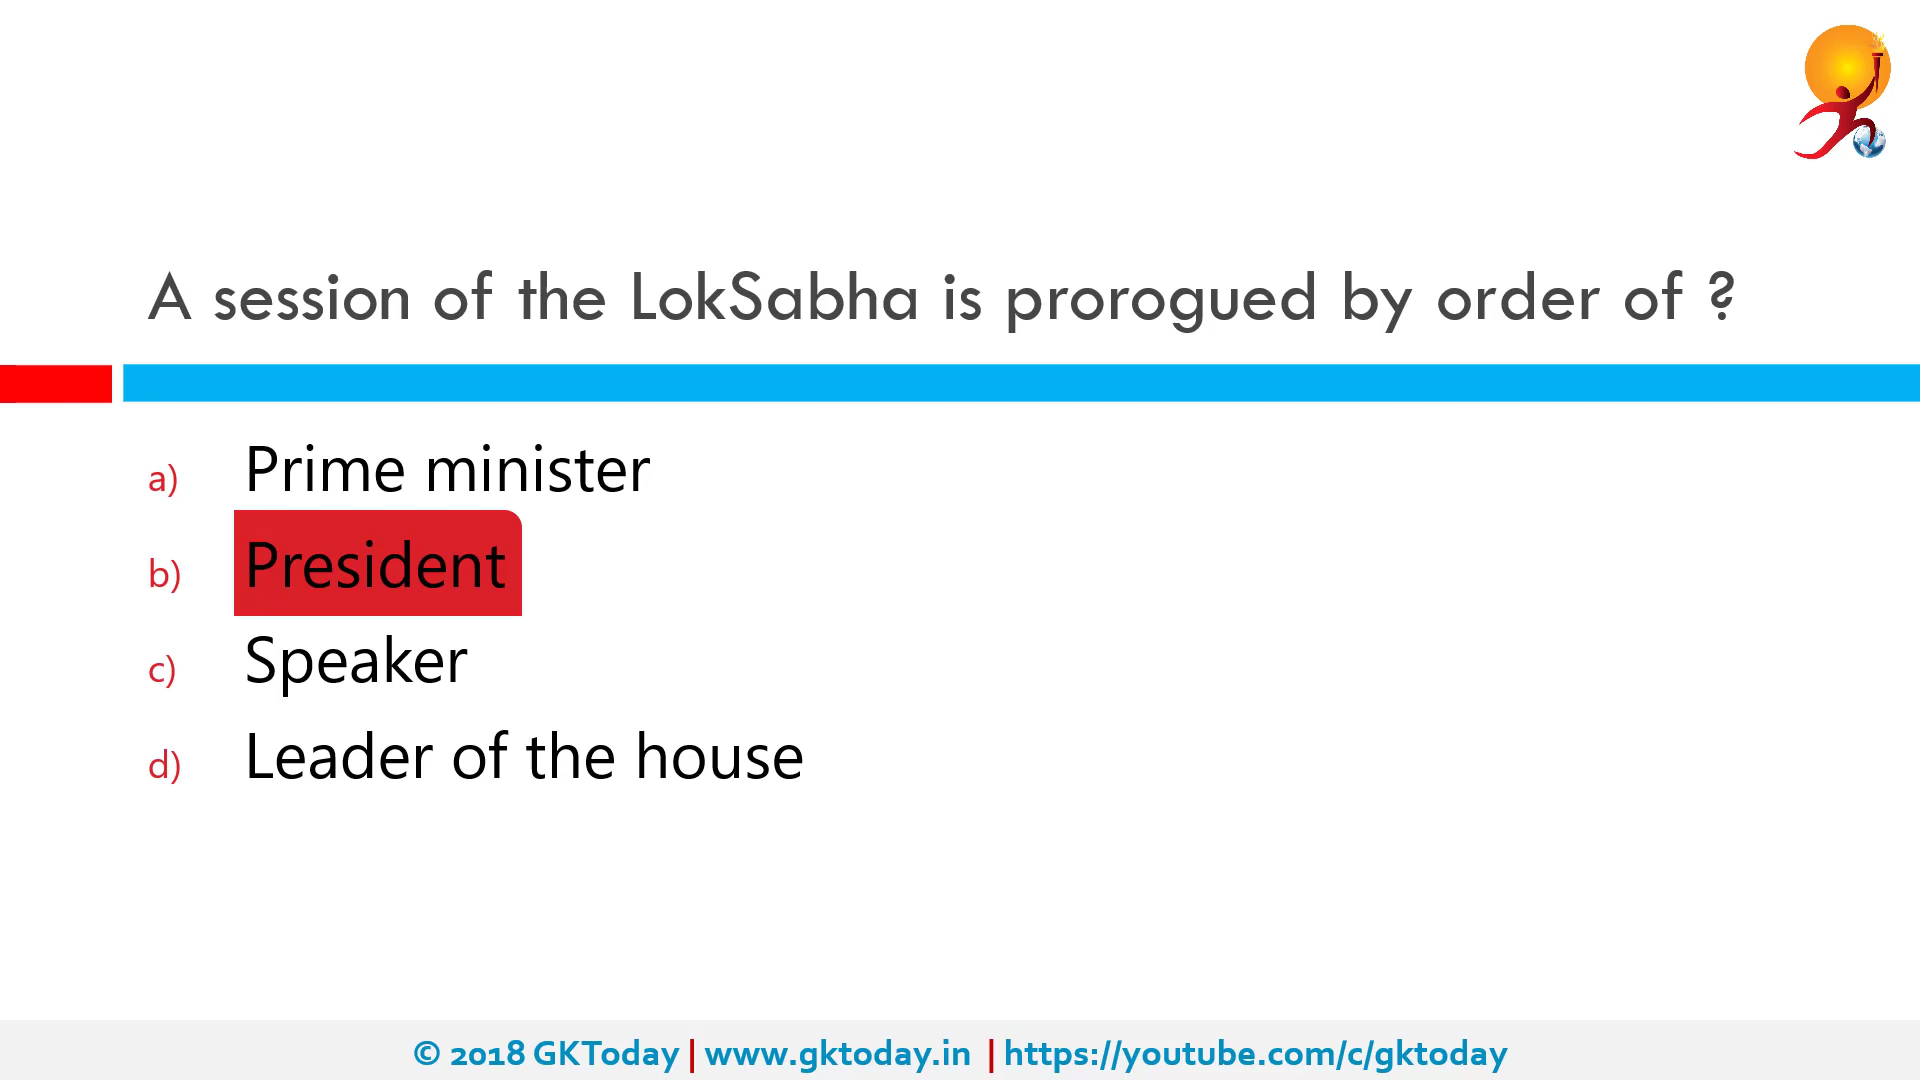 A session of the LokSabha is prorogued by order of ?
a) Prime minister
b) President
c) Speaker
d) Leader of the house
© 2018 GKToday | www.gktoday.in | https://youtube.com/c/gktoday